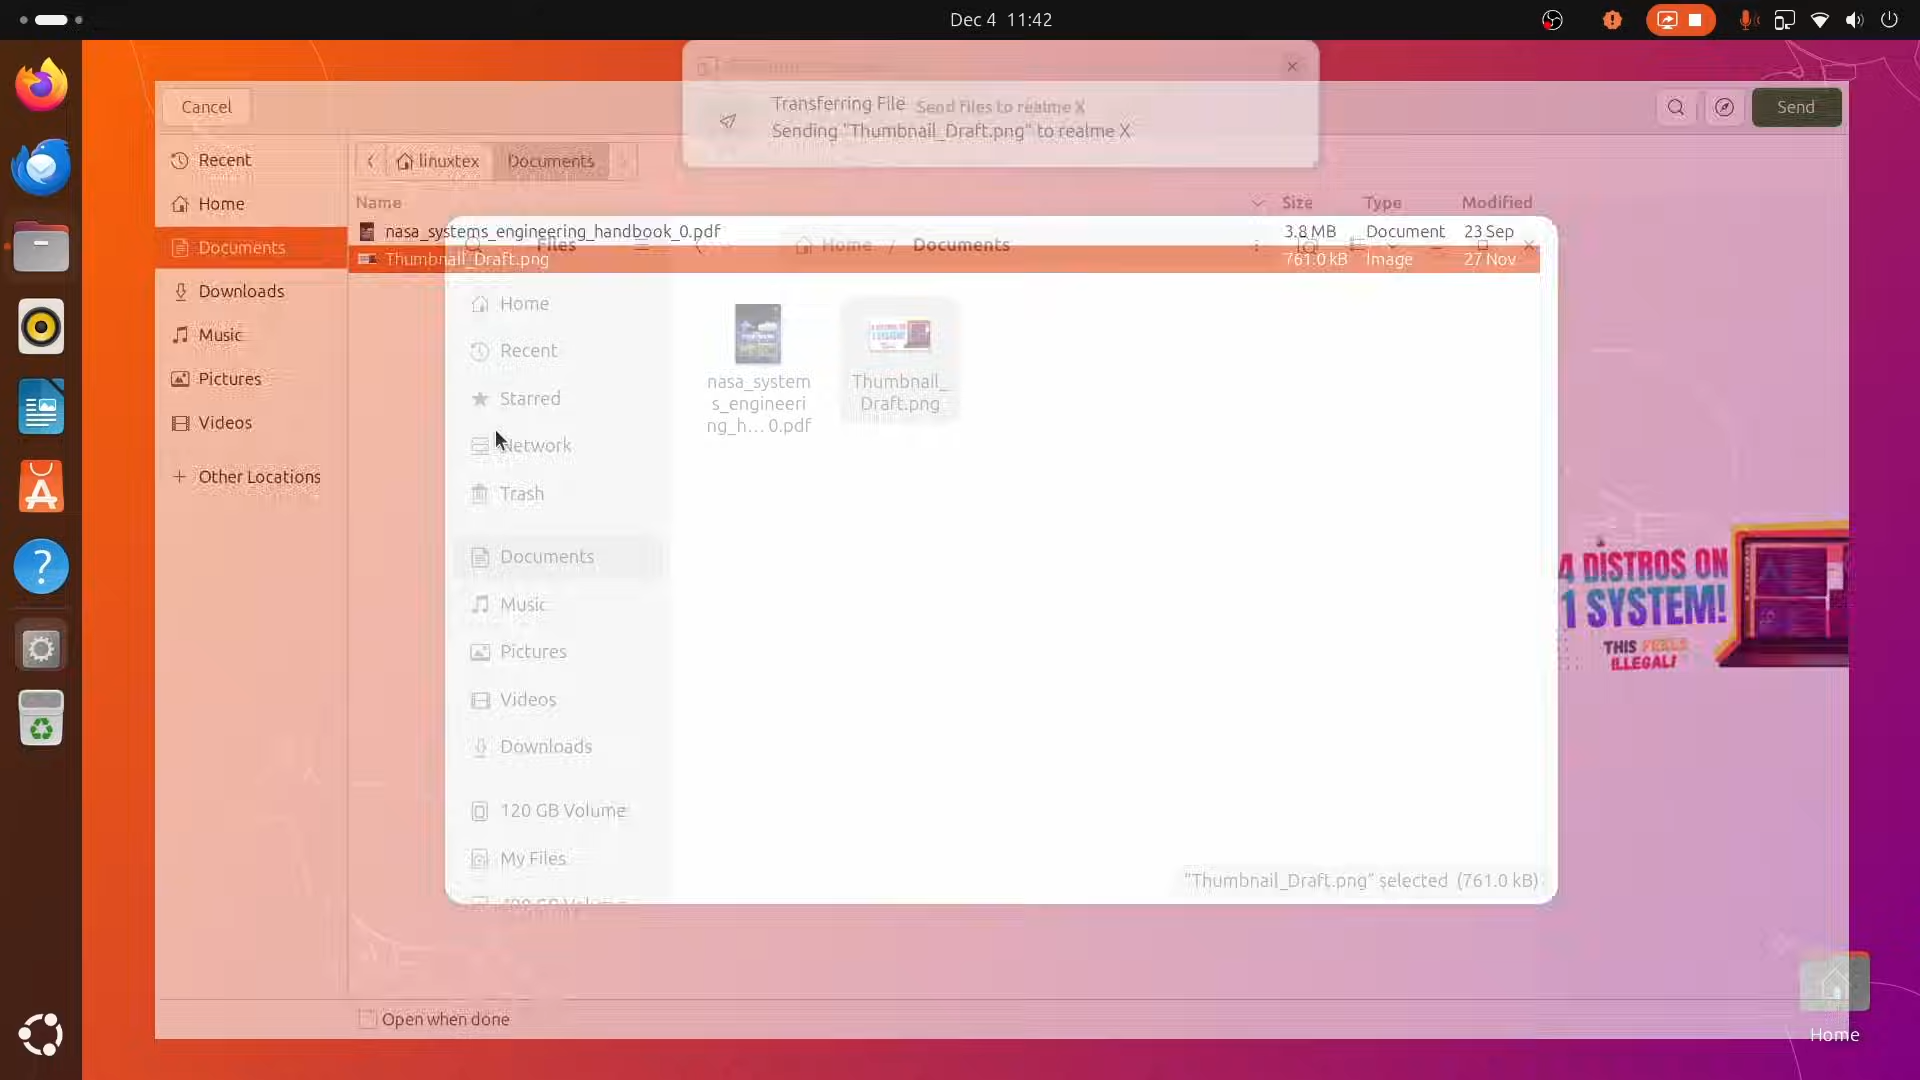 Dec 4 11:42
Cancel
Transferring File
Send files to realme X
Sending "Thumbnail_Draft.png" to realme X
Send
Recent
Home
Documents
Downloads
Music
Pictures
Videos
Other Locations
linuxtex
Documents
Name
Size
Type
Modified
nasa_systems_engineering_handbook_0.pdf
3.8 MB
Document
23 Sep
Thumbnail_Draft.png
761.0 kB
Image
27 Nov
Files
Home / Documents
Home
Recent
Starred
Network
Trash
Documents
Music
Pictures
Videos
Downloads
120 GB Volume
My Files
nasa_system
s_engineeri
ng_h... 0.pdf
Thumbnail_
Draft.png
"Thumbnail_Draft.png" selected (761.0 kB)
4 DISTROS ON
1 SYSTEM!
THIS FEELS
ILLEGAL!
Open when done
Home